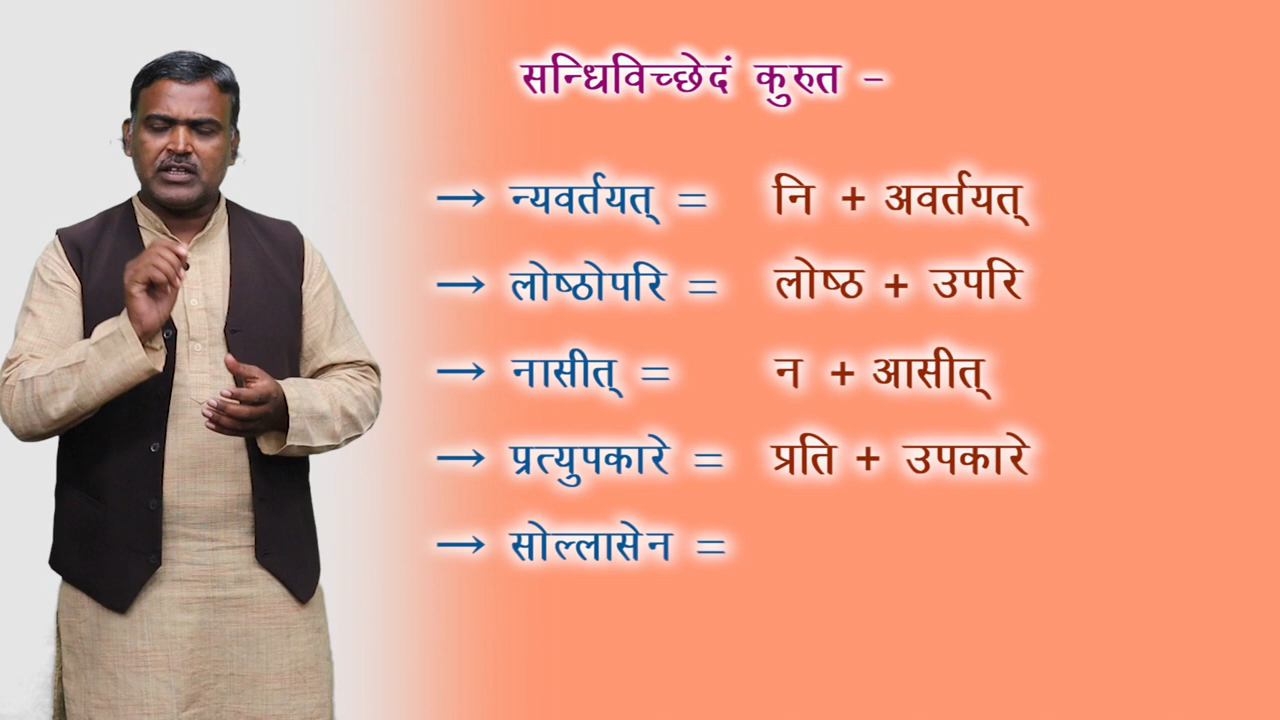 सन्धिविच्छेदं कुरुत –
→ न्यवर्तयत् = नि + अवर्तयत्
→ लोष्ठोपरि = लोष्ठ + उपरि
→ नासीत् = न + आसीत्
→ प्रत्युपकारे = प्रति + उपकारे
→ सोल्लासेन =